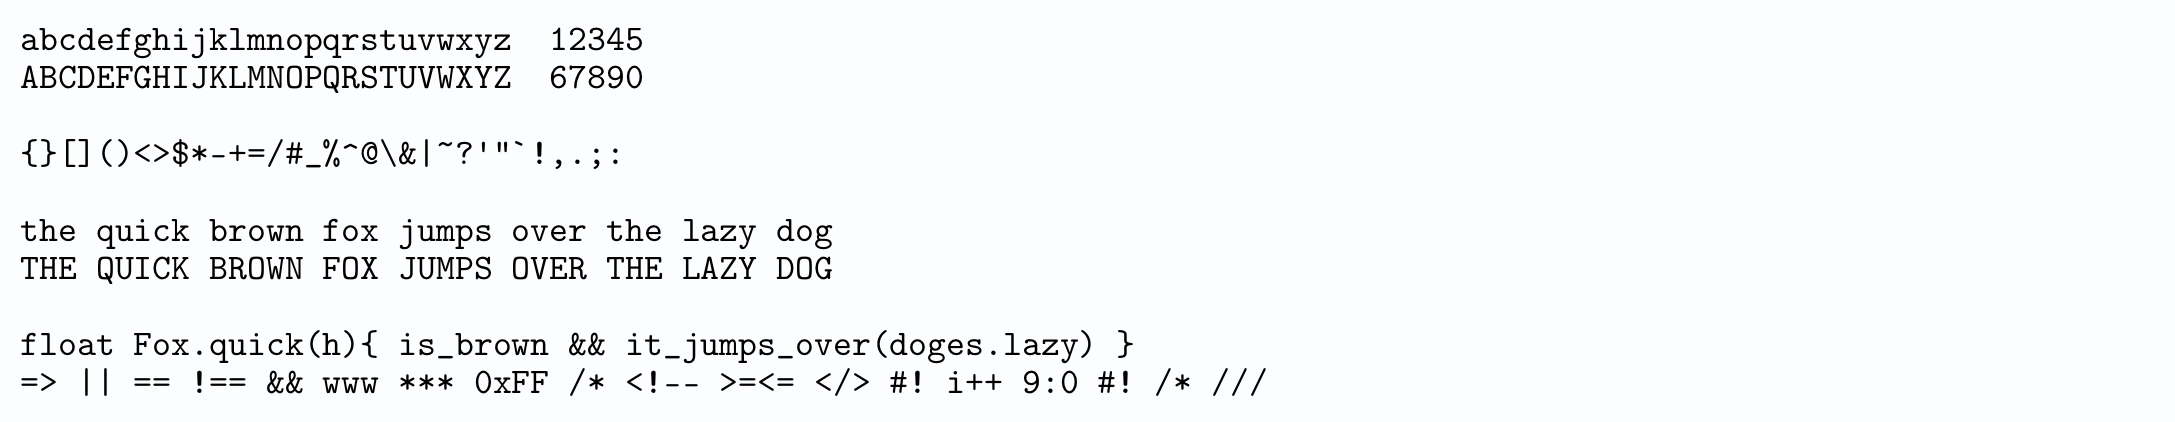 abcdefghijklmnopqrstuvwxyz  12345
ABCDEFGHIJKLMNOPQRSTUVWXYZ  67890
{}[]()<>$*-+=/#_%^@\&|~?'"`!,.;:
the quick brown fox jumps over the lazy dog
THE QUICK BROWN FOX JUMPS OVER THE LAZY DOG
float Fox.quick(h){ is_brown && it_jumps_over(doges.lazy) }
=> || == !== && www *** 0xFF /* <!-- >=<= </> #! i++ 9:0 #! /* ///